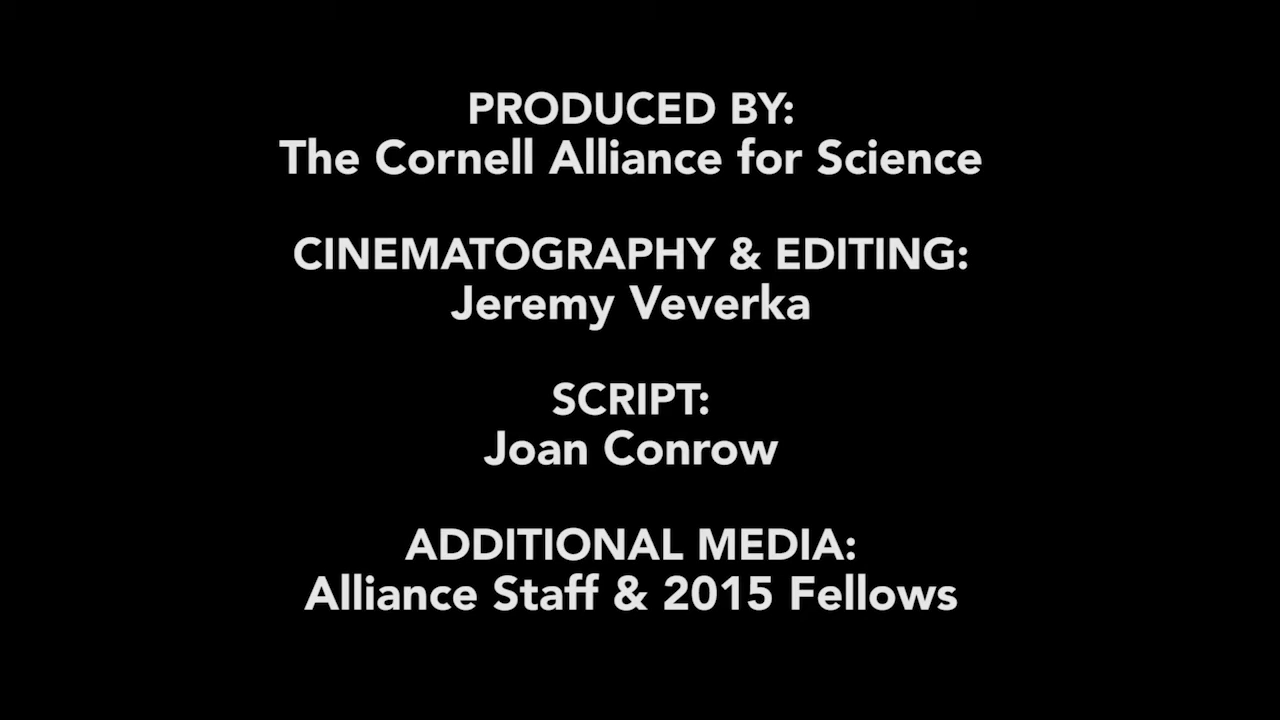 PRODUCED BY:
The Cornell Alliance for Science
CINEMATOGRAPHY & EDITING:
Jeremy Veverka
SCRIPT:
Joan Conrow
ADDITIONAL MEDIA:
Alliance Staff & 2015 Fellows